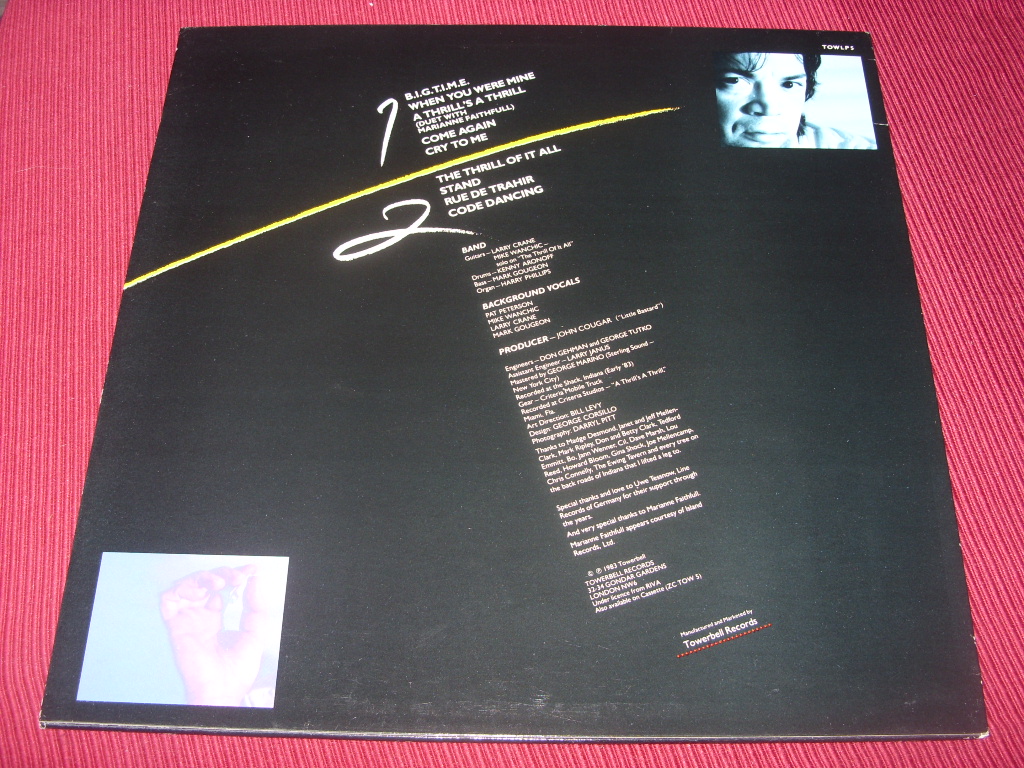 TOWLP5
1
B.I.G.T.I.M.E.
WHEN YOU WERE MINE
A THRILL'S A THRILL
(DUET WITH
MARIANNE FAITHFULL)
COME AGAIN
CRY TO ME
2
THE THRILL OF IT ALL
STAND
RUE DE TRAHIR
CODE DANCING
BAND
Guitars – LARRY CRANE
MIKE WANCHIC –
solo on "The Thrill Of It All"
Drums – KENNY ARONOFF
Bass – MARK GOUGEON
Organ – HARRY PHILLIPS
BACKGROUND VOCALS
PAT PETERSON
MIKE WANCHIC
LARRY CRANE
MARK GOUGEON
PRODUCER – JOHN COUGAR ("Little Bastard")
Engineers – DON GEHMAN and GEORGE TUTKO
Assistant Engineer – LARRY JANUS
Mastered by GEORGE MARINO (Sterling Sound –
New York City)
Recorded at the Shack, Indiana (Early '83)
Gear – Criteria Mobile Truck
Recorded at Criteria Studios – "A Thrill's A Thrill,"
Miami, Fla.
Art Direction: BILL LEVY
Design: GEORGE CORSILLO
Photography: DARRYL PITT
Thanks to Madge Desmond, Janet and Jeff Mellen
Clark, Mark Ripley, Don and Betty Clark, Tedson
Emmit, Bo, Jann Wenner, Cil, Dave Marsh, Lou
Reed, Howard Bloom, Gina Shock, Joe Mellencamp,
Chris Connelly, The Ewing Tavern and every tree on
the back roads of Indiana that I lifted a leg to.
Special thanks and love to Uwe Tessnow, Line
Records of Germany for their support through
the years.
And very special thanks to Marianne Faithfull.
Marianne Faithfull appears courtesy of Island
Records, Ltd.
© ℗ 1983 Towerbell
TOWERBELL RECORDS
32-34 GONDAR GARDENS
LONDON NW6
Under licence from RIVA
Also available on Cassette (ZC TOW 5)
Manufactured and Marketed by
Towerbell Records